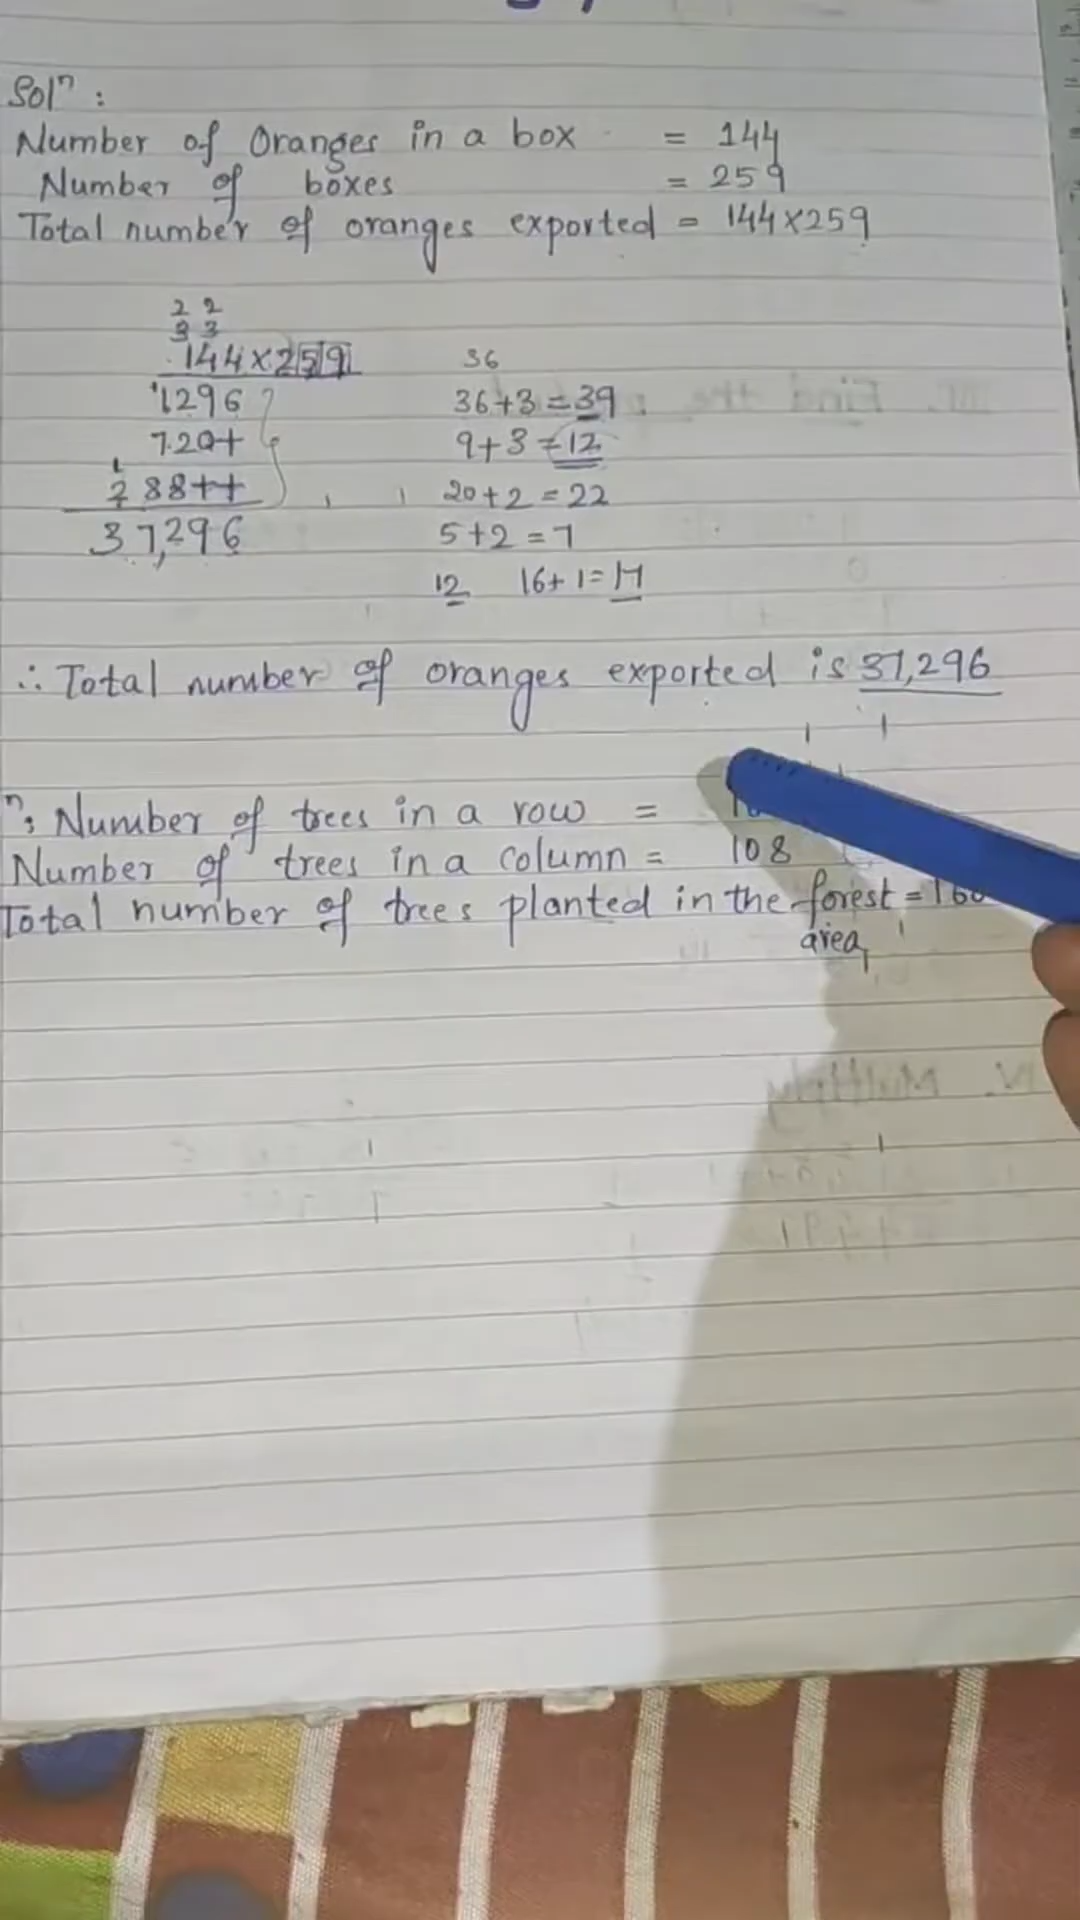 Solⁿ :
Number of Oranges in a box = 144
Number of boxes = 259
Total number of oranges exported = 144×259
2 2
3 3
144×259
1296
720+
1
288++
37,296
36
36+3=39
9+3=12
20+2=22
5+2=7
12 16+1=17
∴ Total number of oranges exported is 37,296
n: Number of trees in a row =
Number of trees in a column = 108
Total number of trees planted in the forest = 160
area